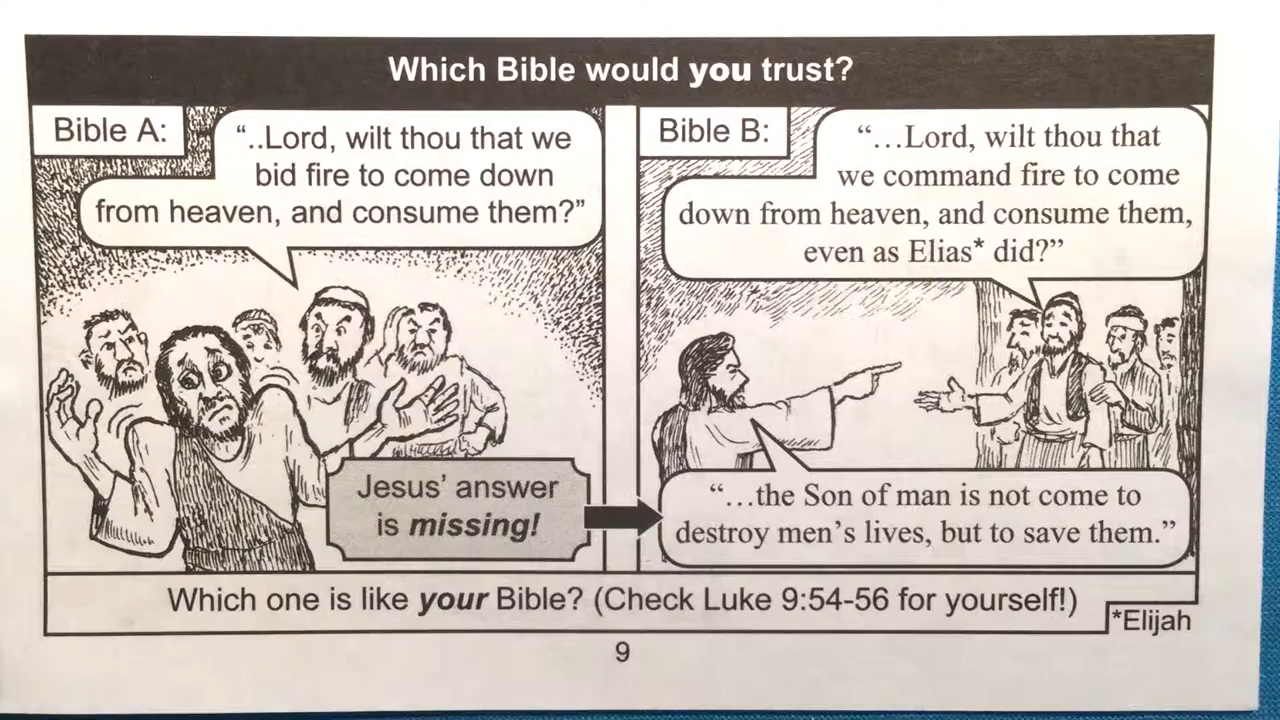 Which Bible would you trust?
Bible A:
“..Lord, wilt thou that we
bid fire to come down
from heaven, and consume them?”
Jesus’ answer
is missing!
Bible B:
“…Lord, wilt thou that
we command fire to come
down from heaven, and consume them,
even as Elias* did?”
“…the Son of man is not come to
destroy men’s lives, but to save them.”
Which one is like your Bible? (Check Luke 9:54-56 for yourself!)
*Elijah
9